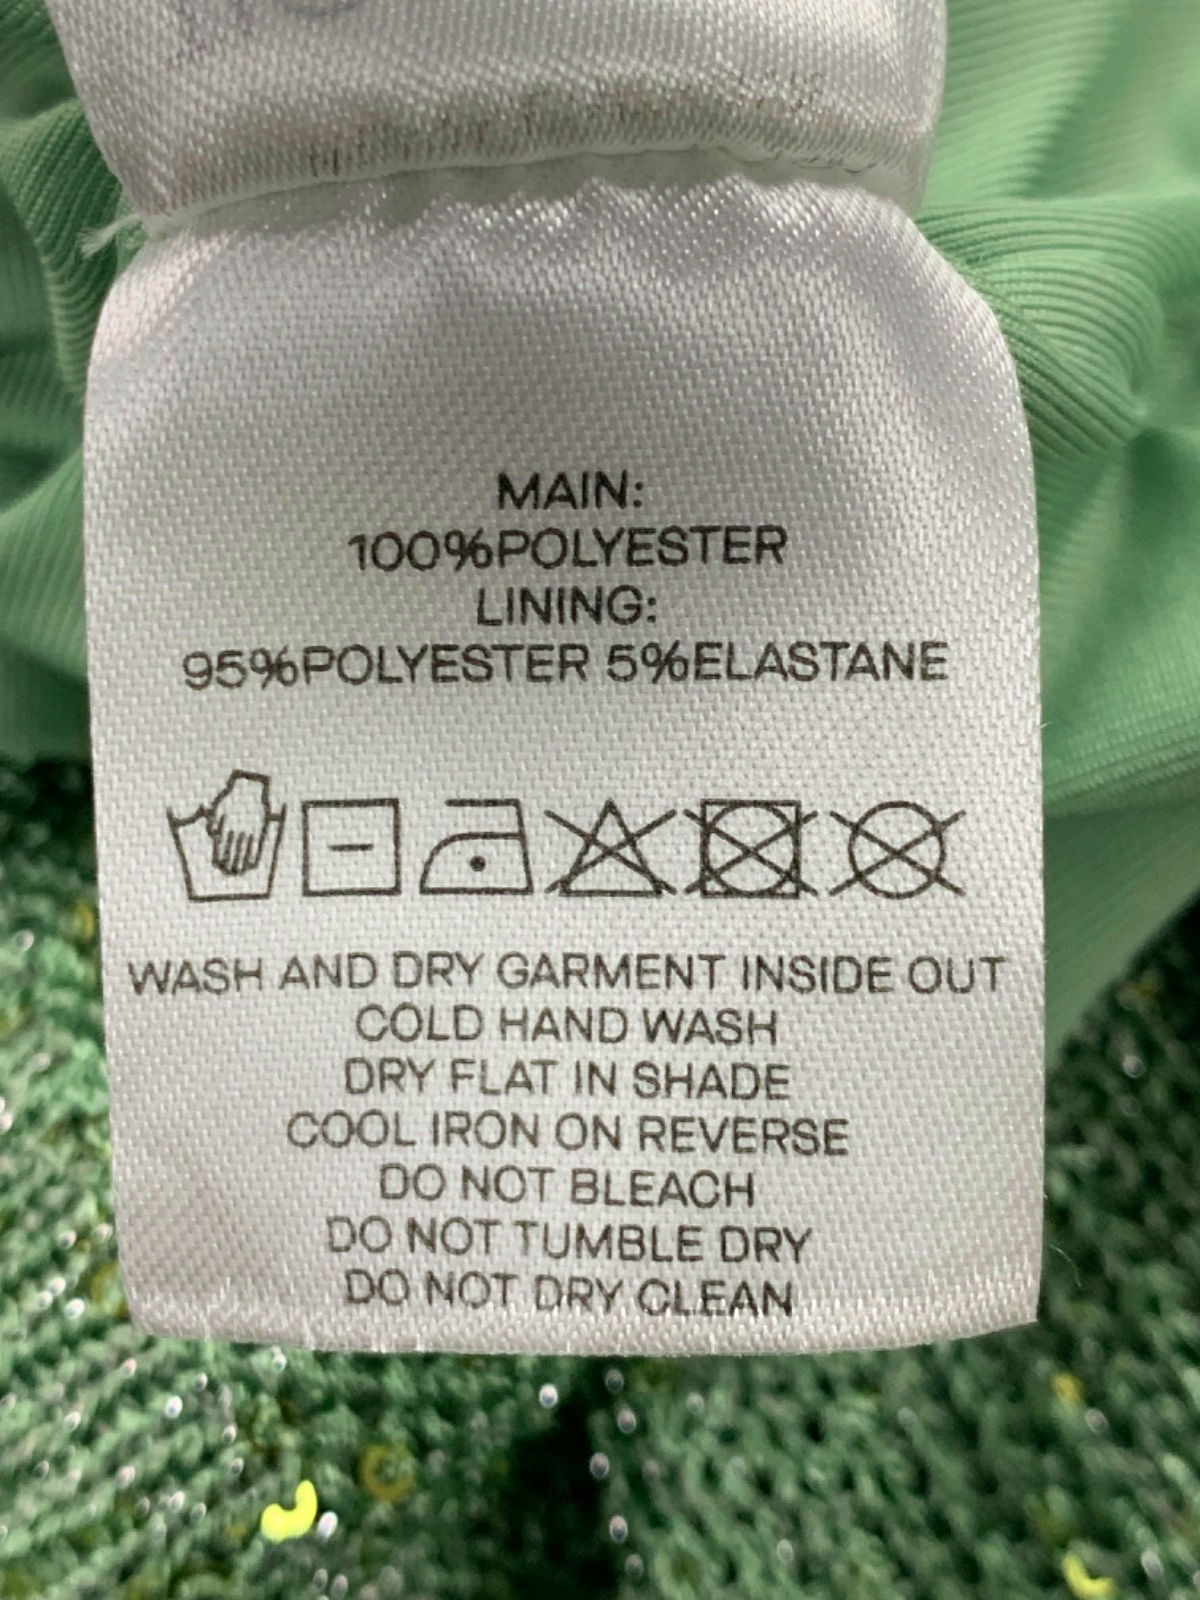 MAIN:
100%POLYESTER
LINING:
95%POLYESTER 5%ELASTANE
WASH AND DRY GARMENT INSIDE OUT
COLD HAND WASH
DRY FLAT IN SHADE
COOL IRON ON REVERSE
DO NOT BLEACH
DO NOT TUMBLE DRY
DO NOT DRY CLEAN